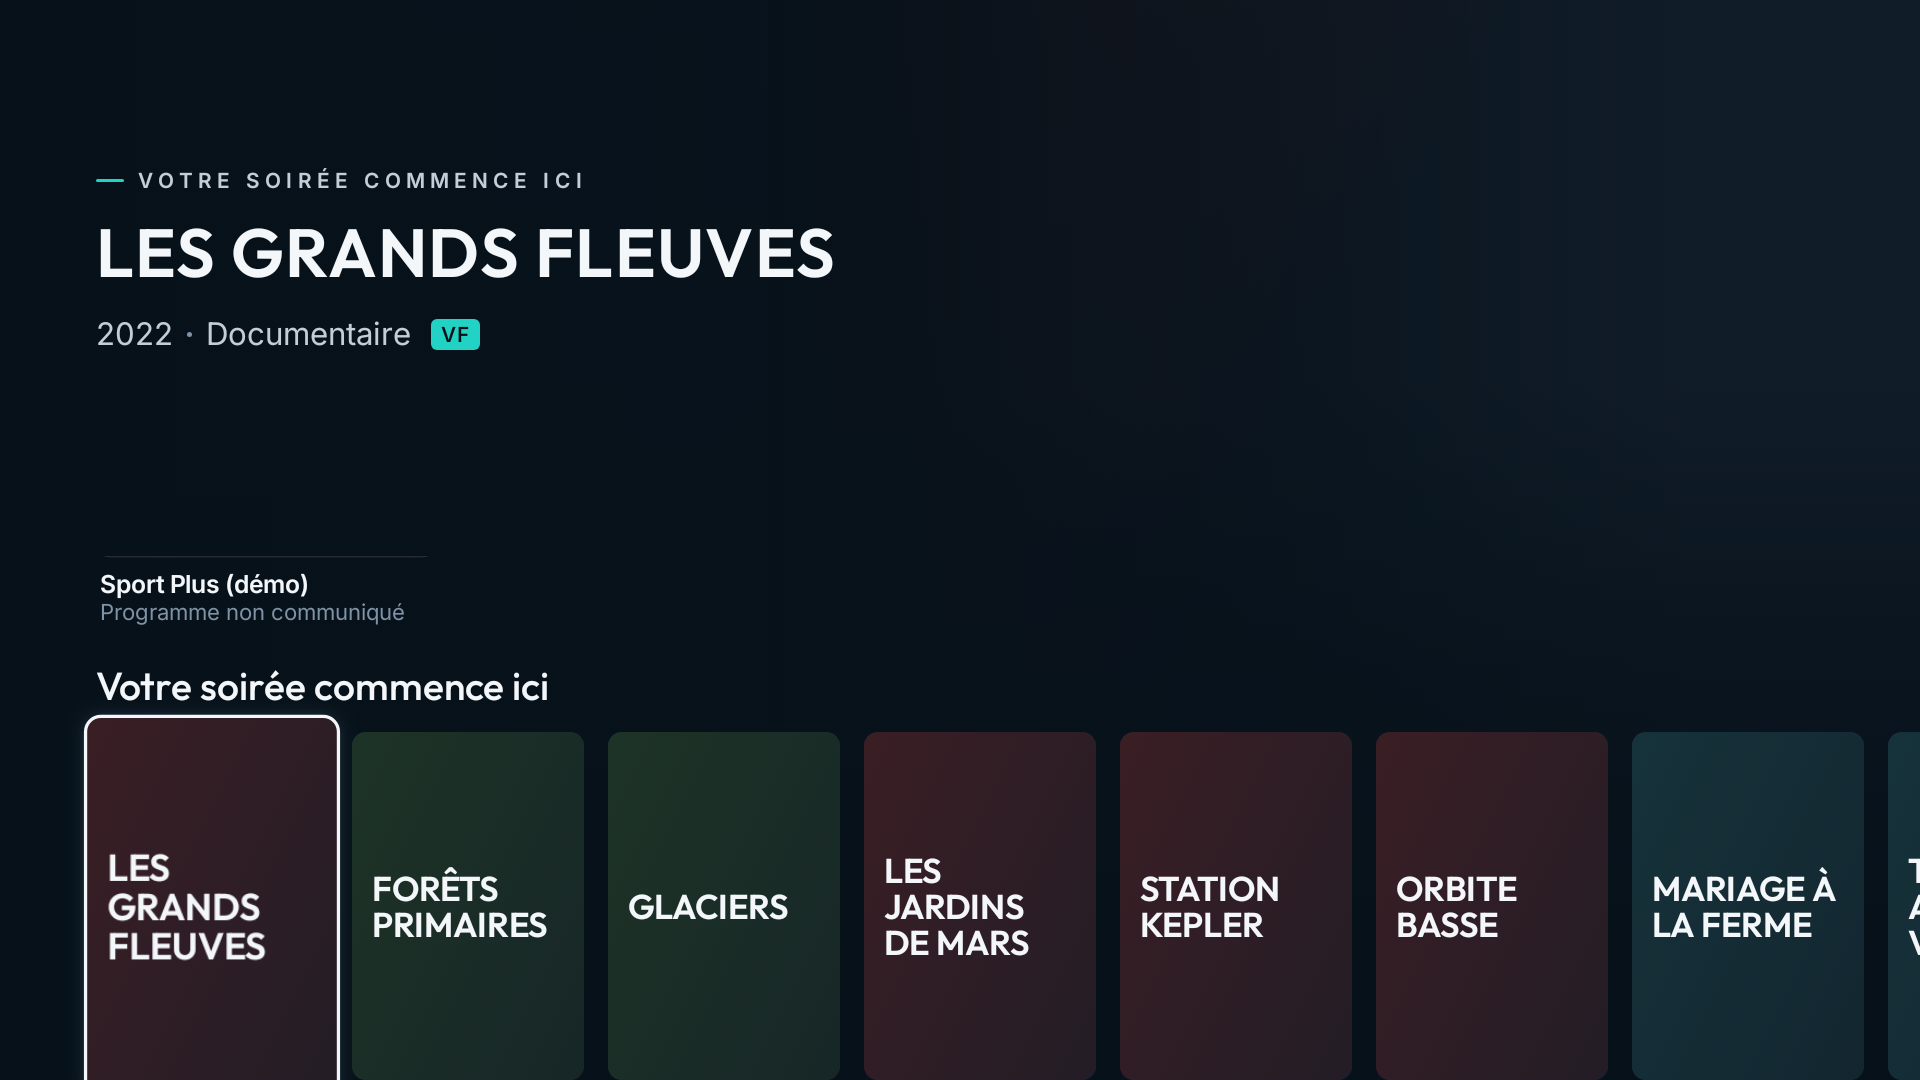 VOTRE SOIRÉE COMMENCE ICI
LES GRANDS FLEUVES
2022 · Documentaire VF
Sport Plus (démo)
Programme non communiqué
Votre soirée commence ici
LES
GRANDS
FLEUVES
FORÊTS
PRIMAIRES
GLACIERS
LES
JARDINS
DE MARS
STATION
KEPLER
ORBITE
BASSE
MARIAGE À
LA FERME